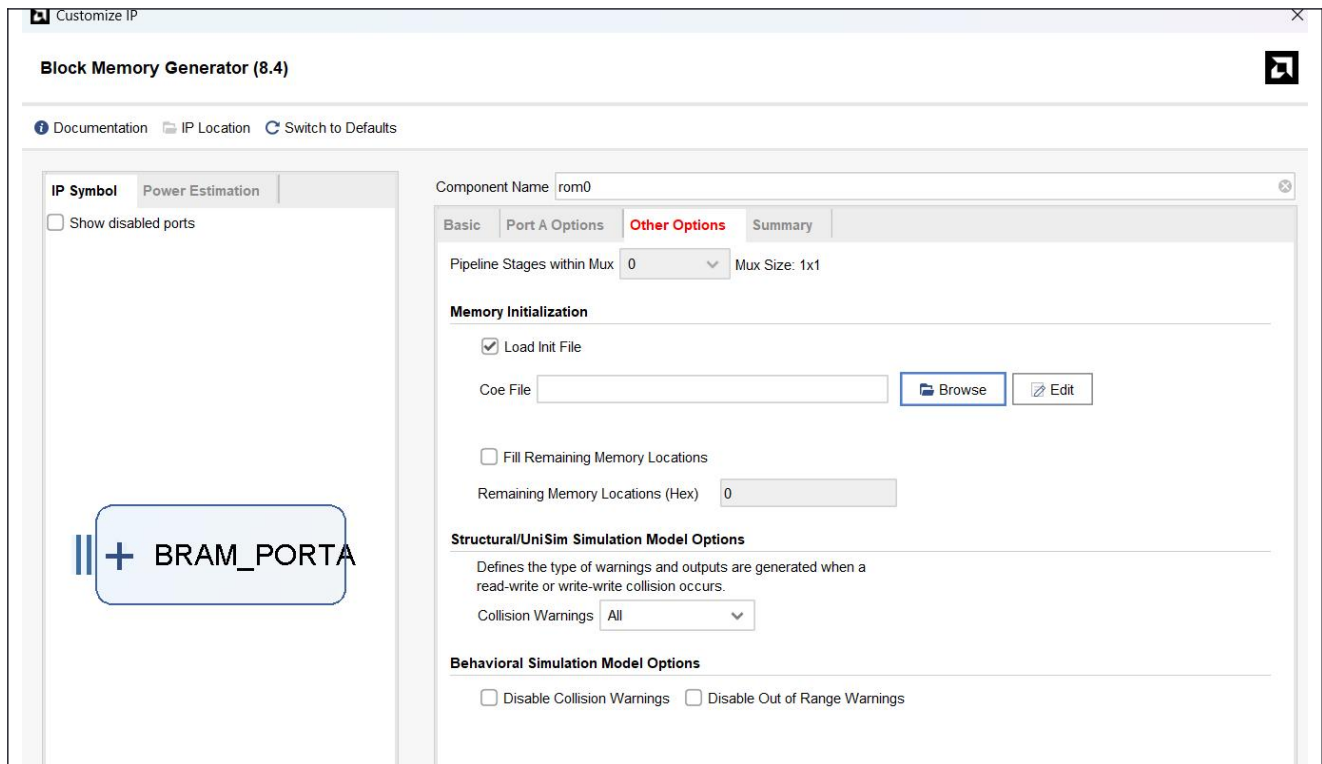 Customize IP
Block Memory Generator (8.4)
Documentation IP Location Switch to Defaults
IP Symbol Power Estimation
Show disabled ports
BRAM_PORTA
Component Name rom0
Basic Port A Options Other Options Summary
Pipeline Stages within Mux 0 Mux Size: 1x1
Memory Initialization
Load Init File
Coe File Browse Edit
Fill Remaining Memory Locations
Remaining Memory Locations (Hex) 0
Structural/UniSim Simulation Model Options
Defines the type of warnings and outputs are generated when a
read-write or write-write collision occurs.
Collision Warnings All
Behavioral Simulation Model Options
Disable Collision Warnings Disable Out of Range Warnings